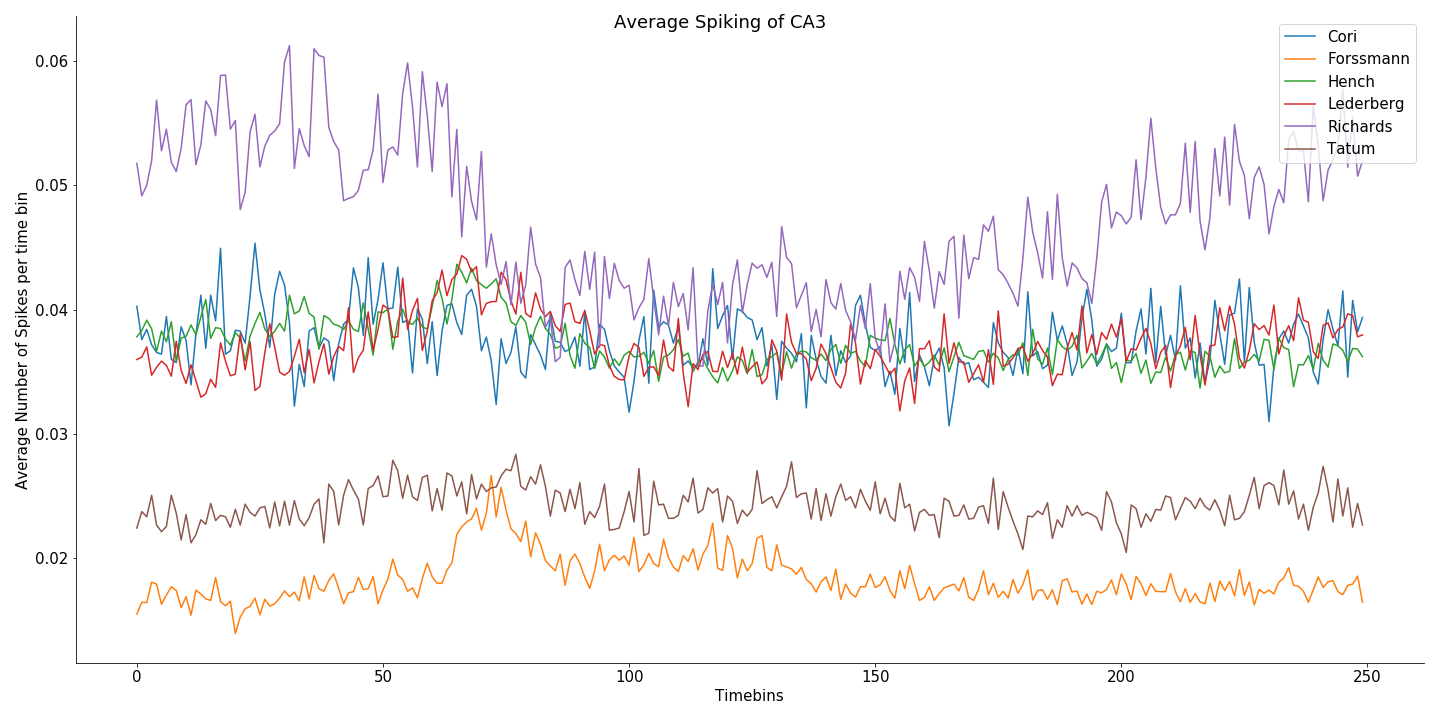 Average Spiking of CA3
Cori
Forssmann
Hench
Lederberg
Richards
Tatum
Average Number of Spikes per time bin
0.06
0.05
0.04
0.03
0.02
0
50
100
150
200
250
Timebins